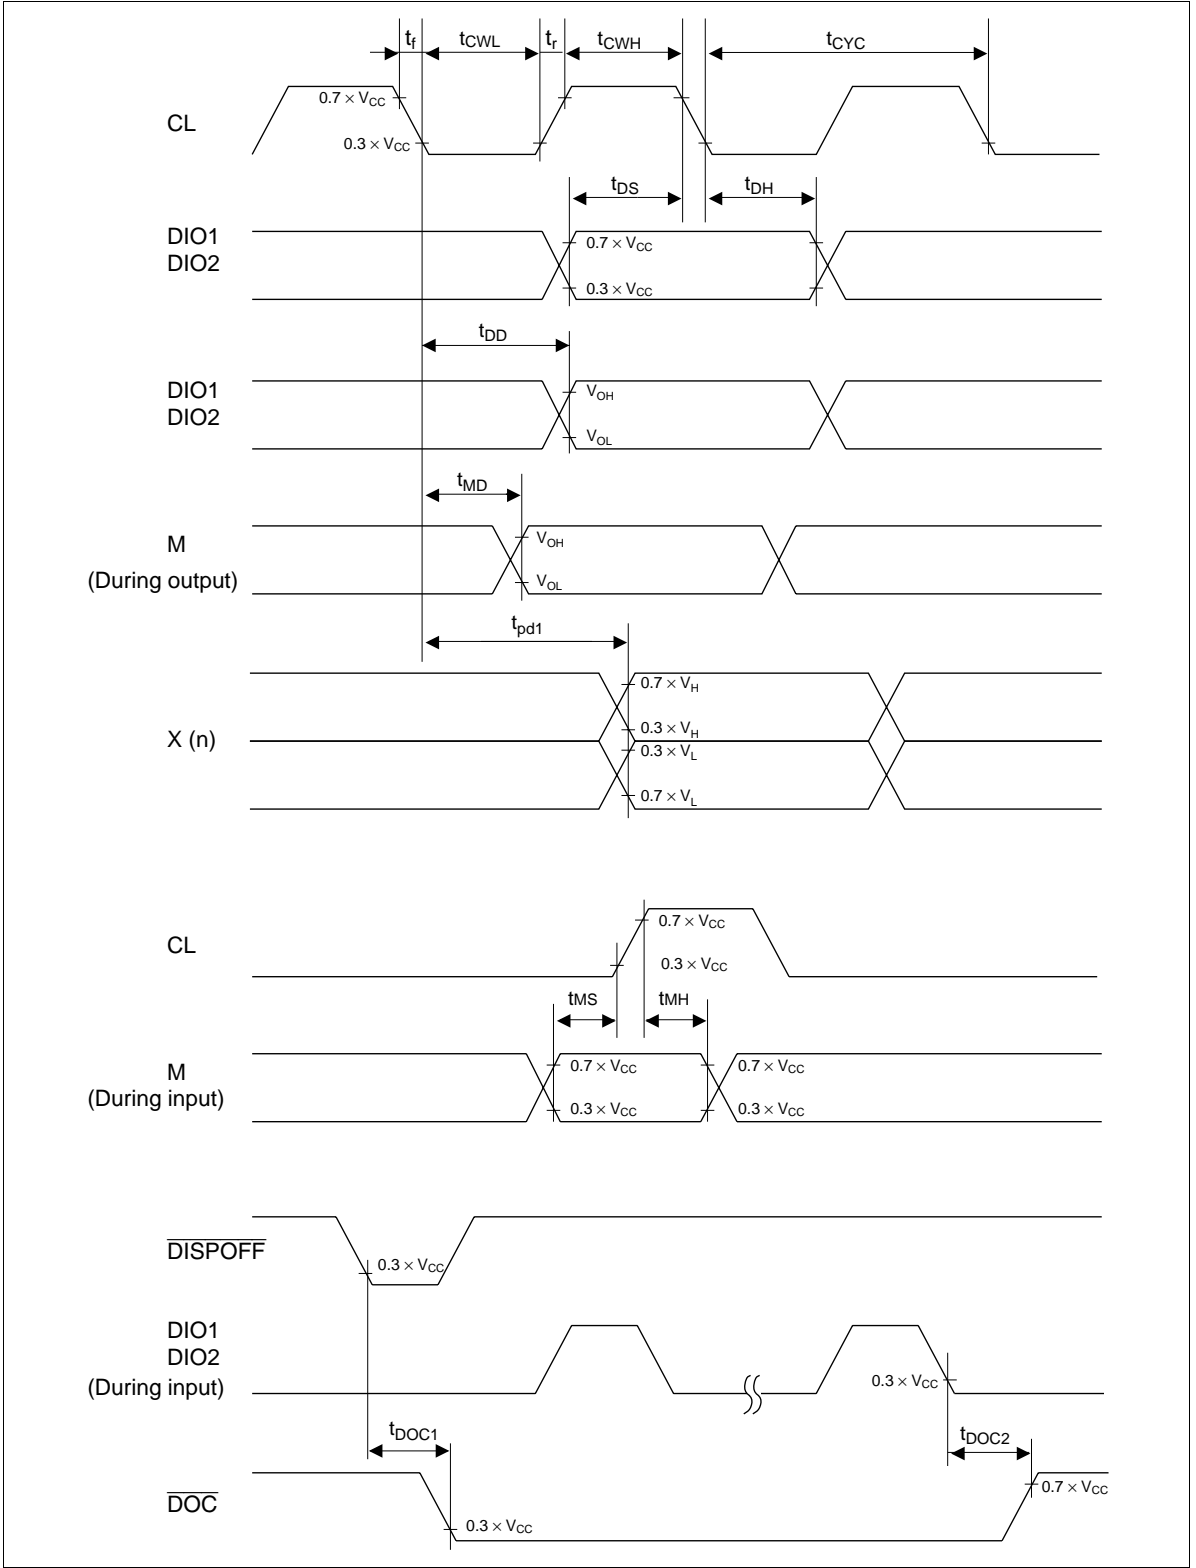 tf tCWL tr tCWH tCYC
0.7 × VCC
CL
0.3 × VCC
tDS tDH
DIO1
DIO2
0.7 × VCC
0.3 × VCC
tDD
DIO1
DIO2
VOH
VOL
tMD
M
(During output)
VOH
VOL
tpd1
X (n)
0.7 × VH
0.3 × VH
0.3 × VL
0.7 × VL
CL
0.7 × VCC
0.3 × VCC
tMS tMH
M
(During input)
0.7 × VCC 0.7 × VCC
0.3 × VCC 0.3 × VCC
DISPOFF
0.3 × VCC
DIO1
DIO2
(During input)
0.3 × VCC
tDOC1 tDOC2
DOC
0.7 × VCC
0.3 × VCC